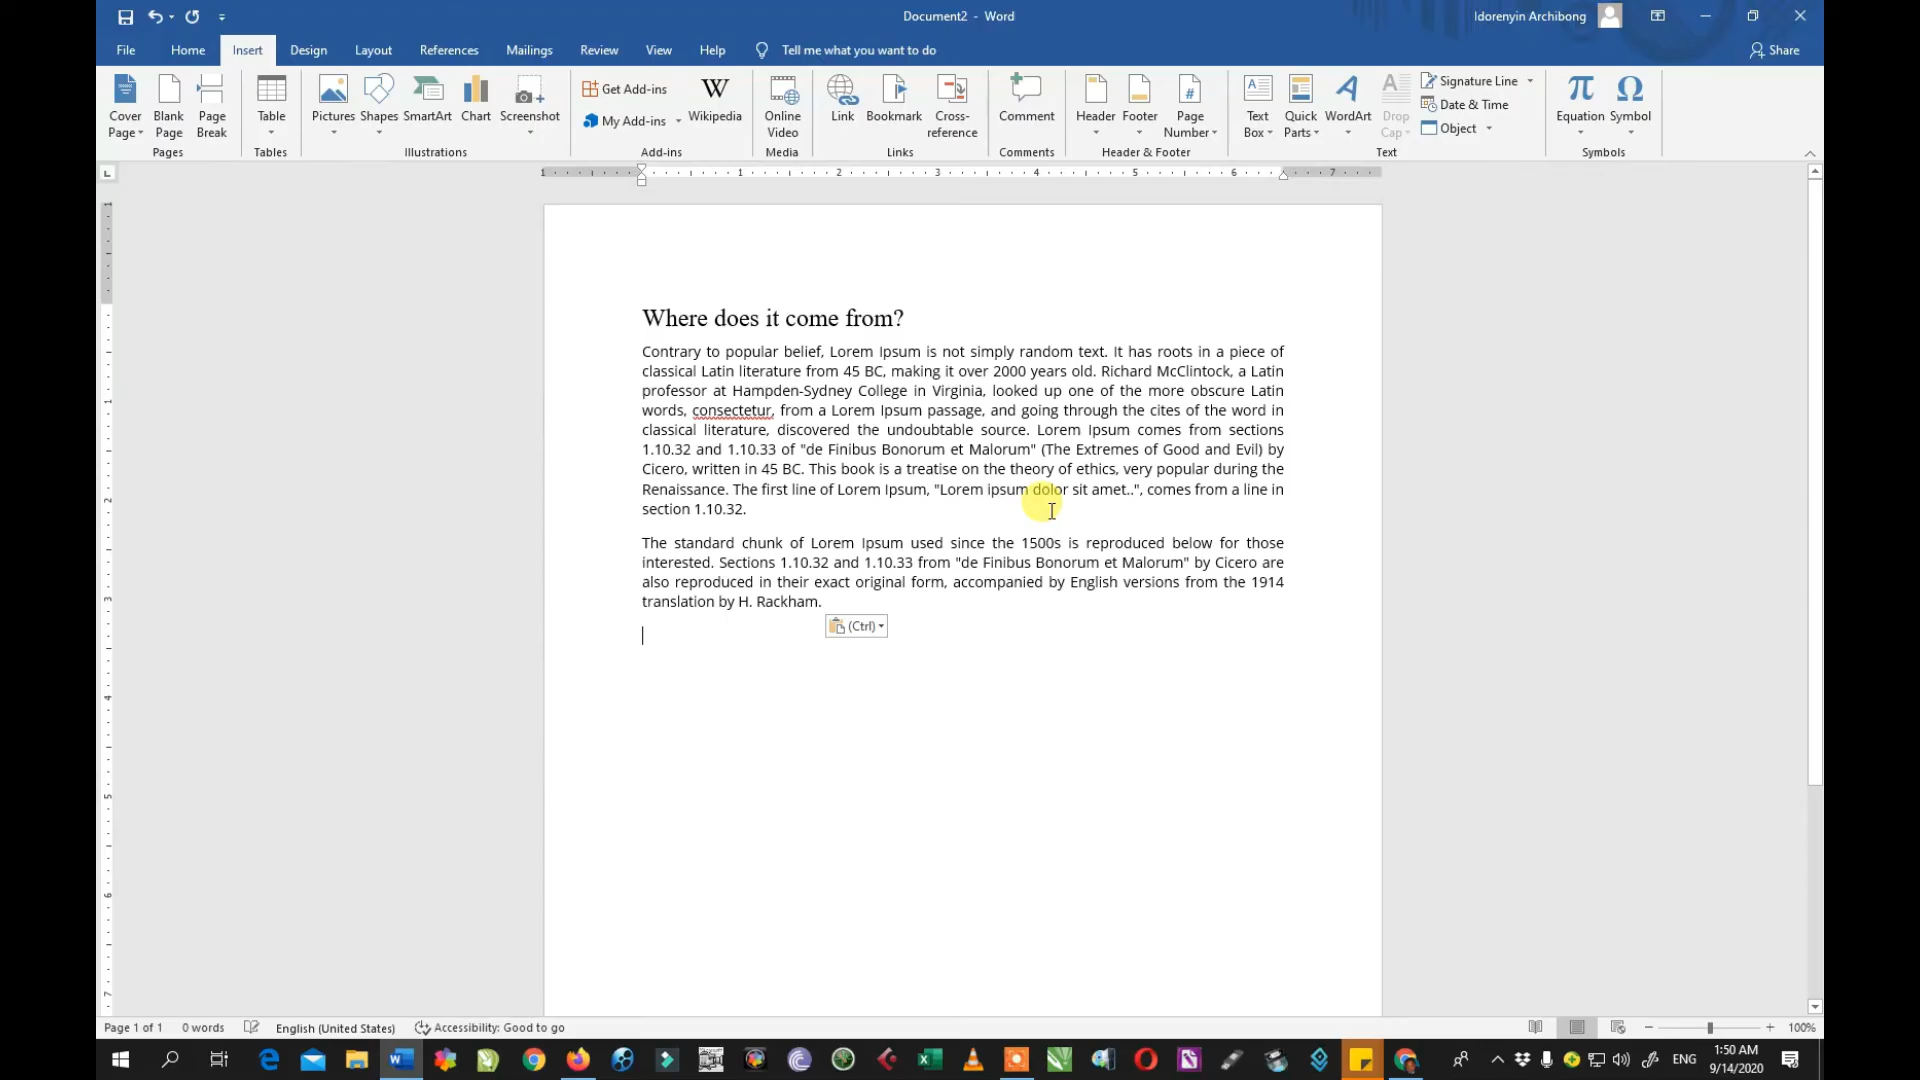 Document2 - Word
Idorenyin Archibong
File Home Insert Design Layout References Mailings Review View Help Tell me what you want to do
Share
Cover Page
Blank Page
Page Break
Table
Pictures
Shapes
SmartArt
Chart
Screenshot
Get Add-ins
My Add-ins
Wikipedia
Online Video
Link
Bookmark
Cross-reference
Comment
Header
Footer
Page Number
Text Box
Quick Parts
WordArt
Drop Cap
Signature Line
Date & Time
Object
Equation
Symbol
Pages Tables Illustrations Add-ins Media Links Comments Header & Footer Text Symbols
1 1 2 3 4 5 6 7
Where does it come from?
Contrary to popular belief, Lorem Ipsum is not simply random text. It has roots in a piece of
classical Latin literature from 45 BC, making it over 2000 years old. Richard McClintock, a Latin
professor at Hampden-Sydney College in Virginia, looked up one of the more obscure Latin
words, consectetur, from a Lorem Ipsum passage, and going through the cites of the word in
classical literature, discovered the undoubtable source. Lorem Ipsum comes from sections
1.10.32 and 1.10.33 of "de Finibus Bonorum et Malorum" (The Extremes of Good and Evil) by
Cicero, written in 45 BC. This book is a treatise on the theory of ethics, very popular during the
Renaissance. The first line of Lorem Ipsum, "Lorem ipsum dolor sit amet..", comes from a line in
section 1.10.32.
The standard chunk of Lorem Ipsum used since the 1500s is reproduced below for those
interested. Sections 1.10.32 and 1.10.33 from "de Finibus Bonorum et Malorum" by Cicero are
also reproduced in their exact original form, accompanied by English versions from the 1914
translation by H. Rackham.
(Ctrl)
Page 1 of 1 0 words English (United States) Accessibility: Good to go
100%
ENG
1:50 AM
9/14/2020